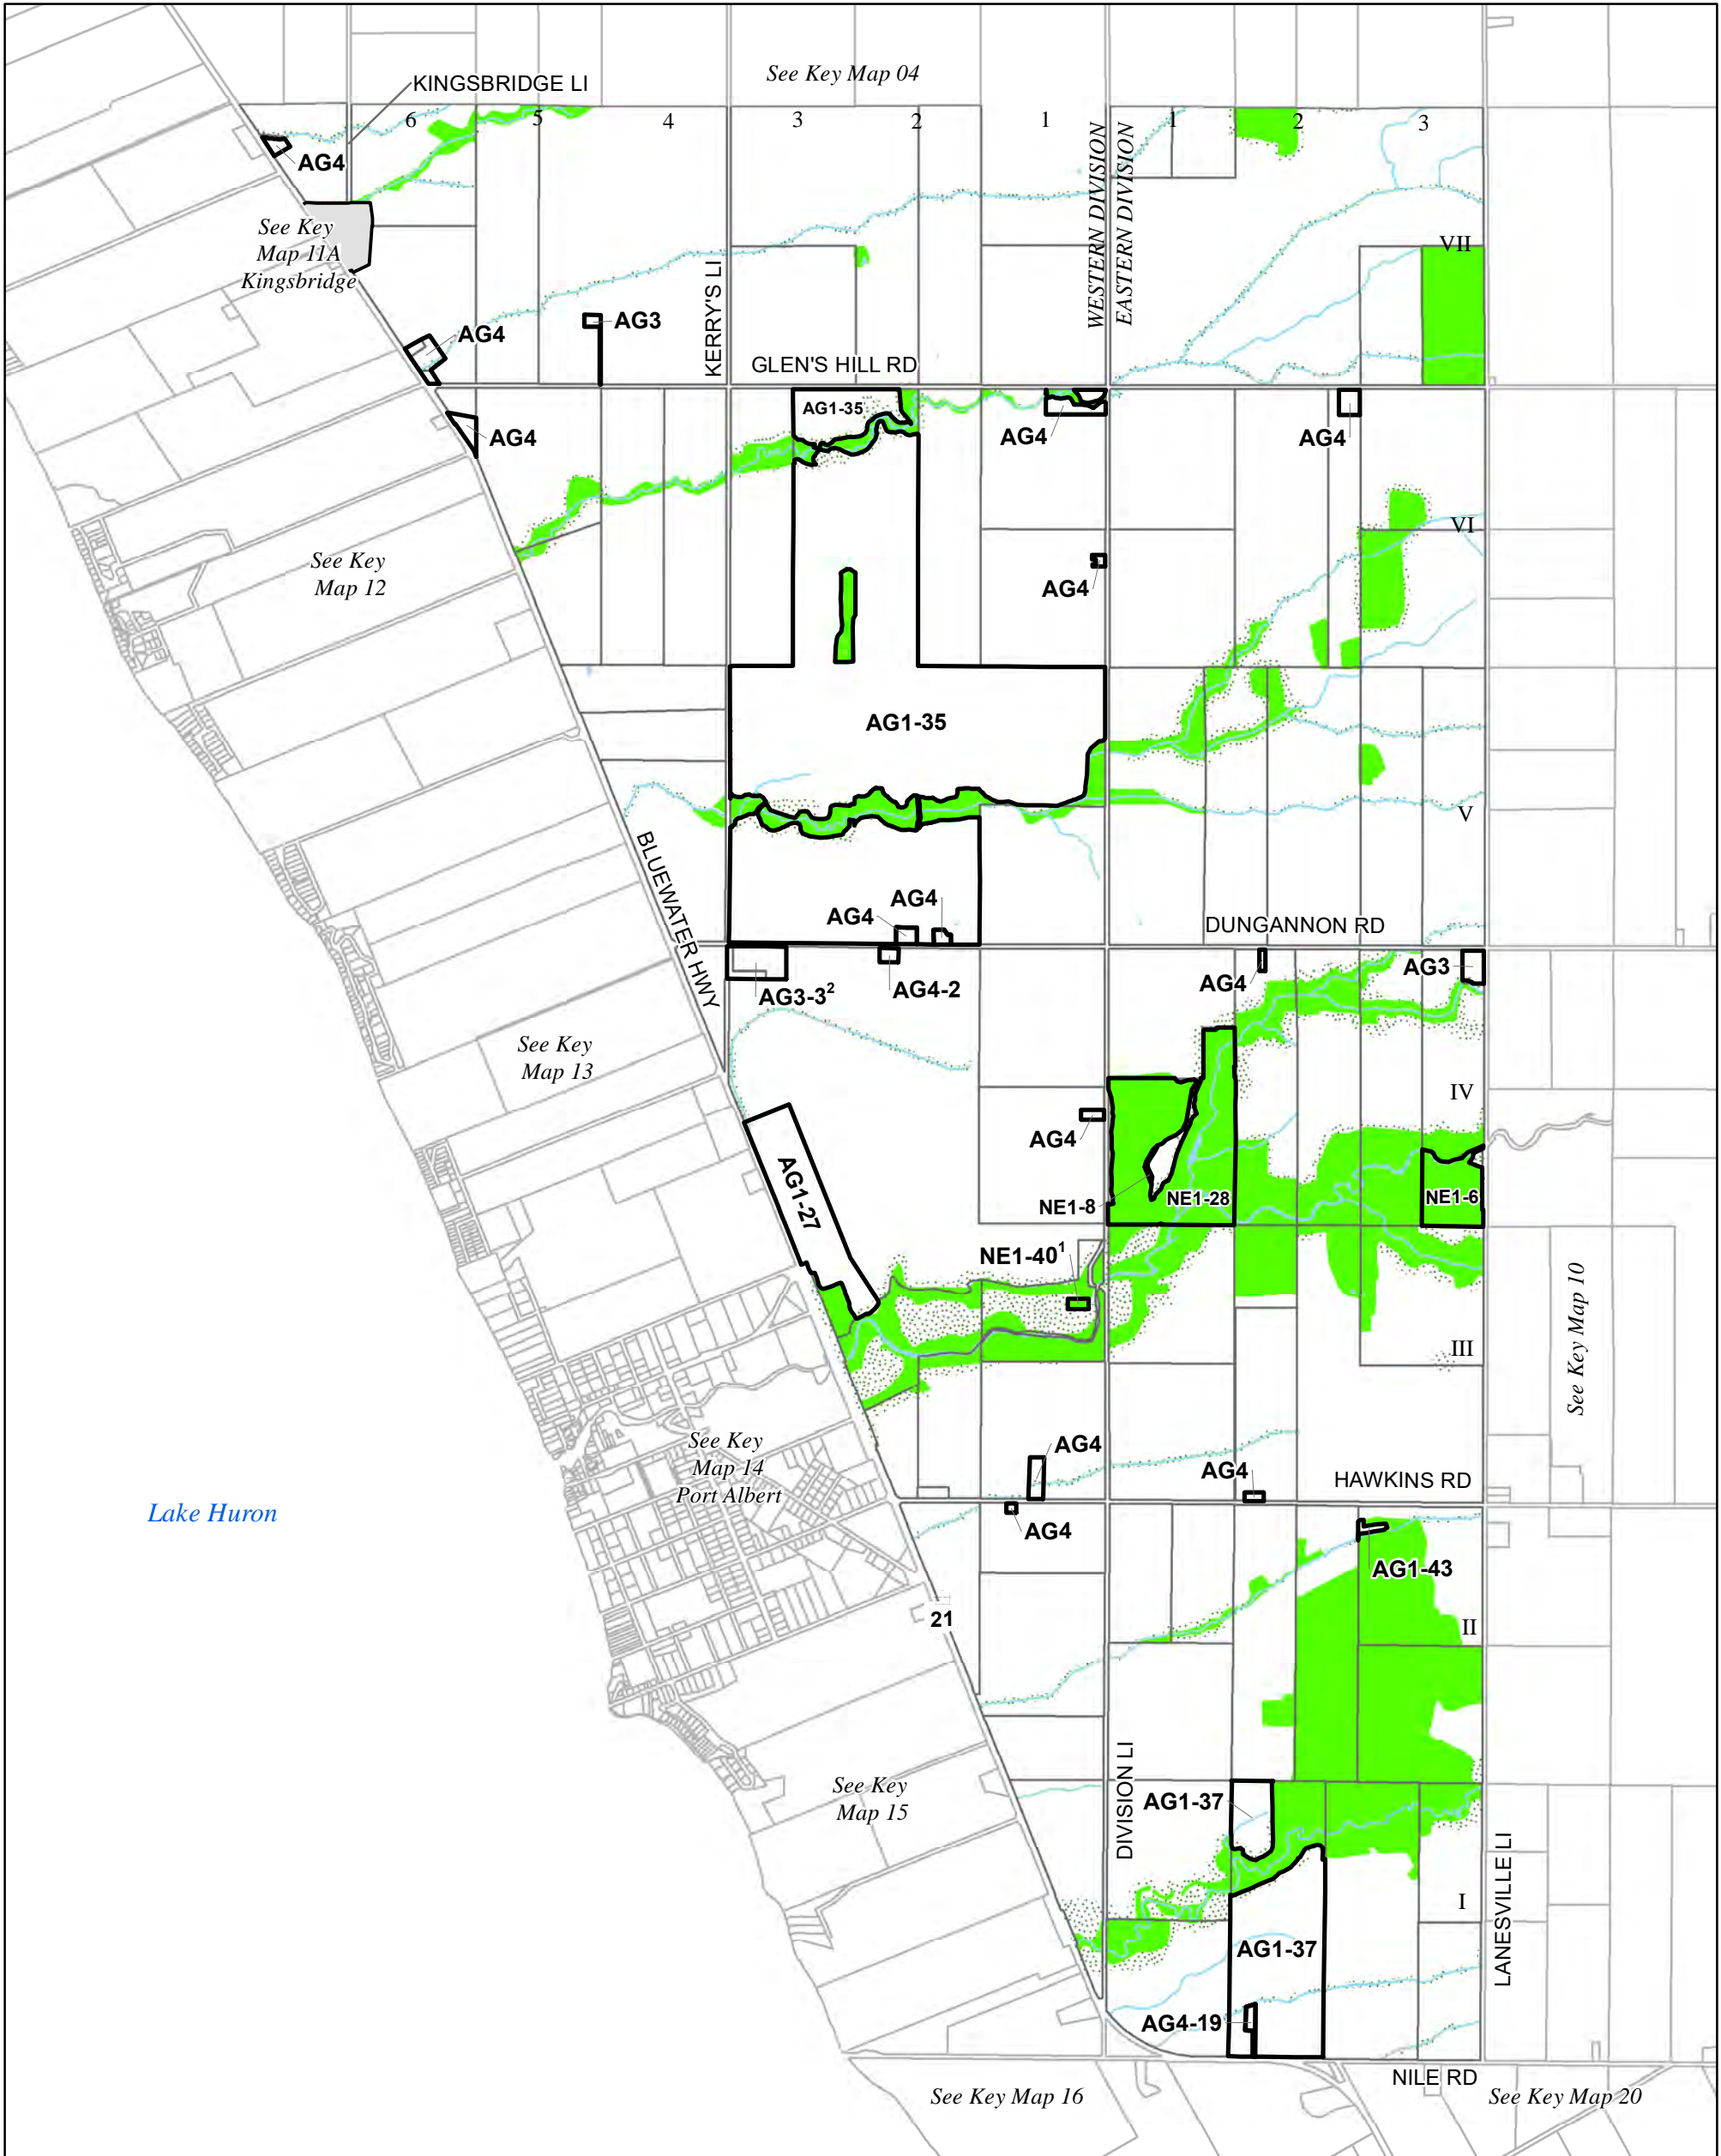 See Key Map 04
KINGSBRIDGE LI
6
5
4
3
2
1
1
2
3
AG4
WESTERN DIVISION
EASTERN DIVISION
See Key
Map 11A
Kingsbridge
VII
AG4
AG3
KERRY'S LI
GLEN'S HILL RD
AG1-35
AG4
AG4
AG4
VI
See Key
Map 12
AG4
AG1-35
V
BLUEWATER HWY
AG4
AG4
DUNGANNON RD
AG3-3²
AG4-2
AG4
AG3
See Key
Map 13
IV
AG4
AG1-27
NE1-8
NE1-28
NE1-6
NE1-40¹
See Key Map 10
III
See Key
Map 14
Port Albert
AG4
AG4
HAWKINS RD
Lake Huron
AG4
AG1-43
21
II
DIVISION LI
See Key
Map 15
AG1-37
LANESVILLE LI
I
AG1-37
AG4-19
NILE RD
See Key Map 16
See Key Map 20